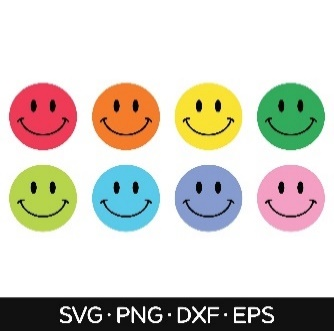 SVG · PNG · DXF · EPS